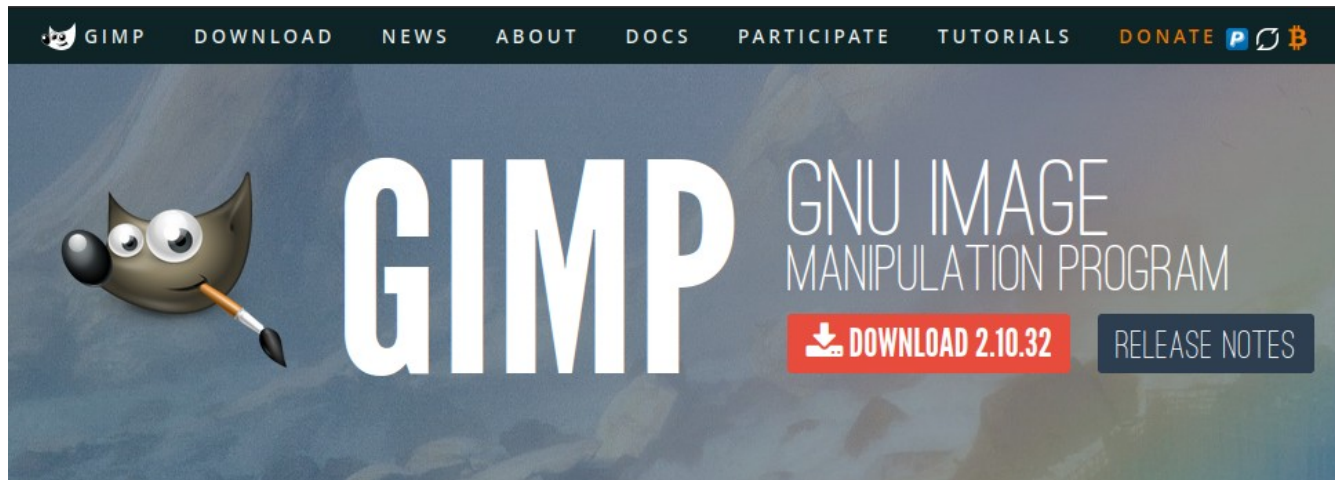 GIMP DOWNLOAD NEWS ABOUT DOCS PARTICIPATE TUTORIALS DONATE
GIMP
GNU IMAGE
MANIPULATION PROGRAM
DOWNLOAD 2.10.32 RELEASE NOTES